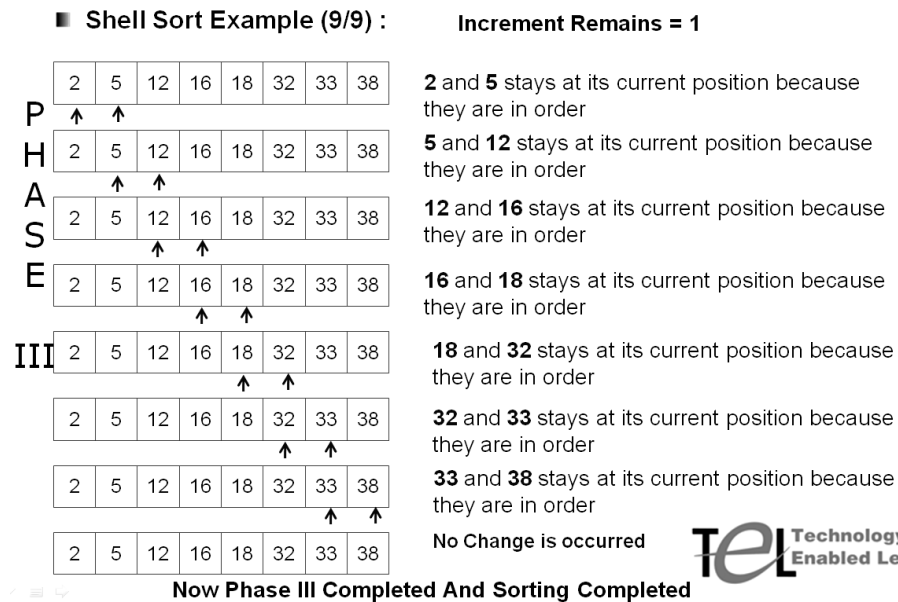 Shell Sort Example (9/9) :
Increment Remains = 1
PHASE III
2 5 12 16 18 32 33 38
2 and 5 stays at its current position because
they are in order
2 5 12 16 18 32 33 38
5 and 12 stays at its current position because
they are in order
2 5 12 16 18 32 33 38
12 and 16 stays at its current position because
they are in order
2 5 12 16 18 32 33 38
16 and 18 stays at its current position because
they are in order
2 5 12 16 18 32 33 38
18 and 32 stays at its current position because
they are in order
2 5 12 16 18 32 33 38
32 and 33 stays at its current position because
they are in order
2 5 12 16 18 32 33 38
33 and 38 stays at its current position because
they are in order
2 5 12 16 18 32 33 38
No Change is occurred
TeL
Technology
Enabled Le
Now Phase III Completed And Sorting Completed